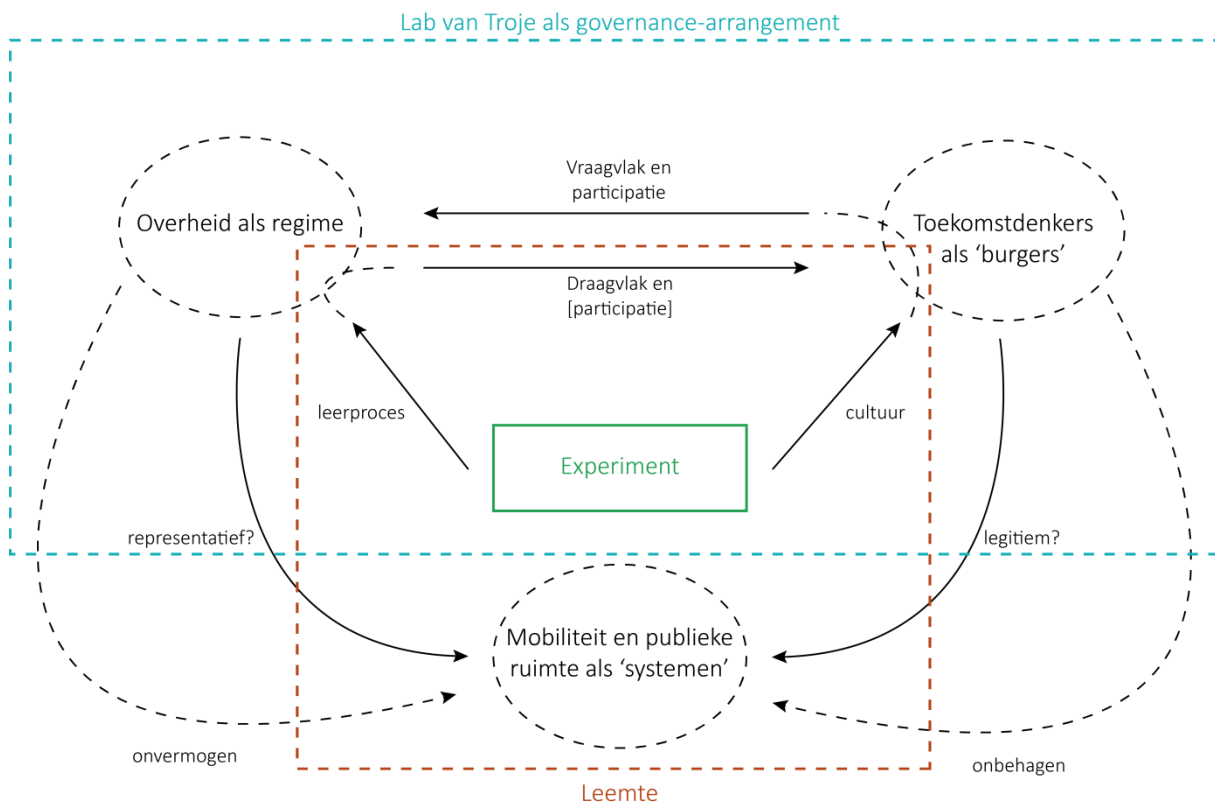 Lab van Troje als governance-arrangement
Vraagvlak en
participatie
Overheid als regime
Toekomstdenkers
als ‘burgers’
Draagvlak en
[participatie]
leerproces
cultuur
Experiment
representatief?
legitiem?
Mobiliteit en publieke
ruimte als ‘systemen’
onvermogen
onbehagen
Leemte